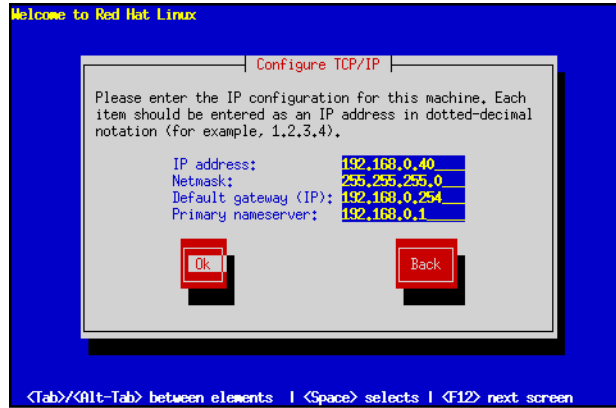 Welcome to Red Hat Linux
Configure TCP/IP
Please enter the IP configuration for this machine. Each
item should be entered as an IP address in dotted-decimal
notation (for example, 1.2.3.4).
IP address: 192.168.0.40
Netmask: 255.255.255.0
Default gateway (IP): 192.168.0.254
Primary nameserver: 192.168.0.1
Ok Back
<Tab>/<Alt-Tab> between elements | <Space> selects | <F12> next screen